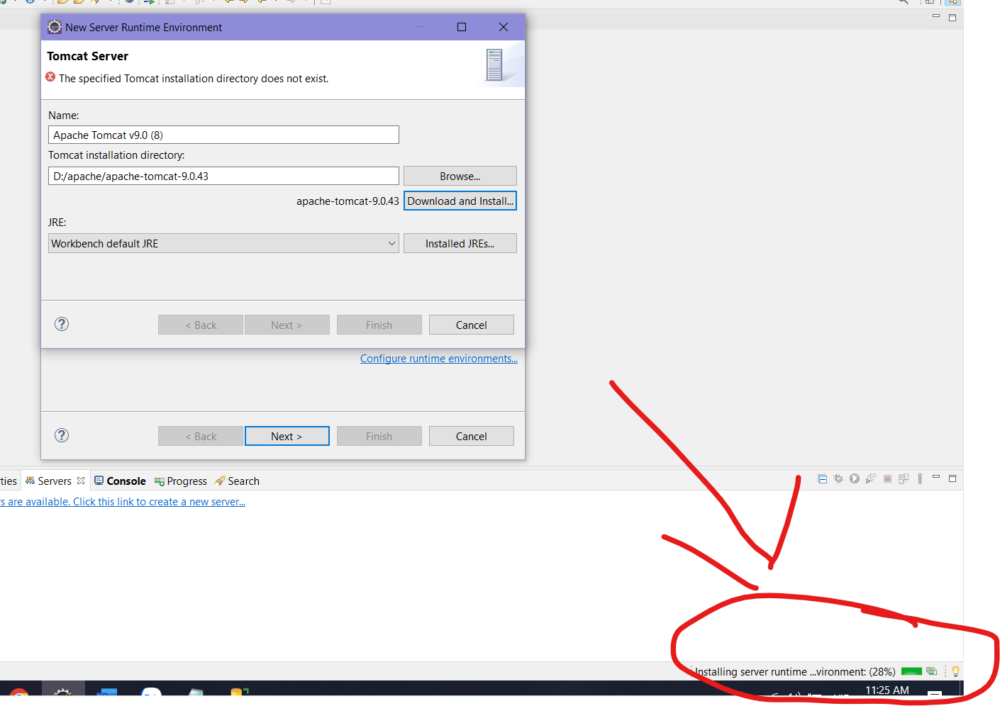 New Server Runtime Environment
Tomcat Server
The specified Tomcat installation directory does not exist.
Name:
Apache Tomcat v9.0 (8)
Tomcat installation directory:
D:/apache/apache-tomcat-9.0.43
Browse...
apache-tomcat-9.0.43
Download and Install...
JRE:
Workbench default JRE
Installed JREs...
< Back
Next >
Finish
Cancel
Configure runtime environments...
< Back
Next >
Finish
Cancel
ties
Servers
Console
Progress
Search
s are available. Click this link to create a new server...
Installing server runtime ...vironment: (28%)
11:25 AM